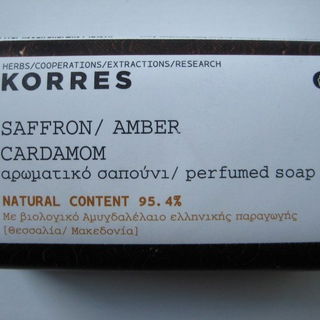 HERBS/COOPERATIONS/EXTRACTIONS/RESEARCH
KORRES
SAFFRON/ AMBER
CARDAMOM
αρωματικό σαπούνι/ perfumed soap
NATURAL CONTENT 95.4%
Με βιολογικό Αμυγδαλέλαιο ελληνικής παραγωγής
[Θεσσαλία/ Μακεδονία]